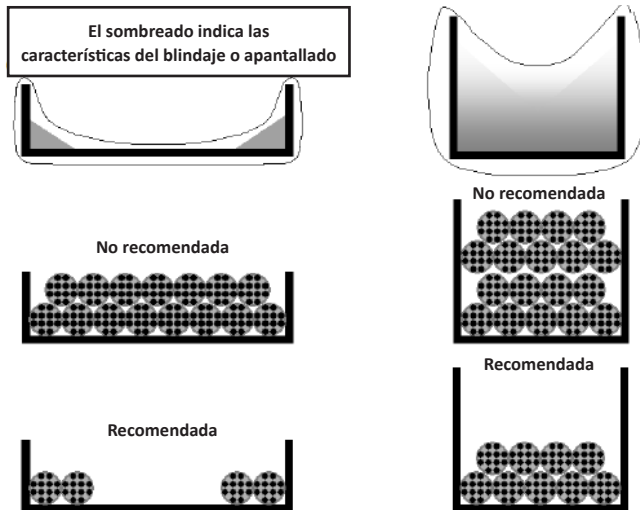 El sombreado indica las
características del blindaje o apantallado
No recomendada
No recomendada
Recomendada
Recomendada